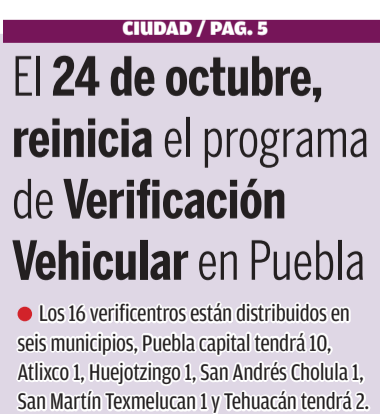 CIUDAD / PAG. 5
El 24 de octubre,
reinicia el programa
de Verificación
Vehicular en Puebla
● Los 16 verificentros están distribuidos en
seis municipios, Puebla capital tendrá 10,
Atlixco 1, Huejotzingo 1, San Andrés Cholula 1,
San Martín Texmelucan 1 y Tehuacán tendrá 2.